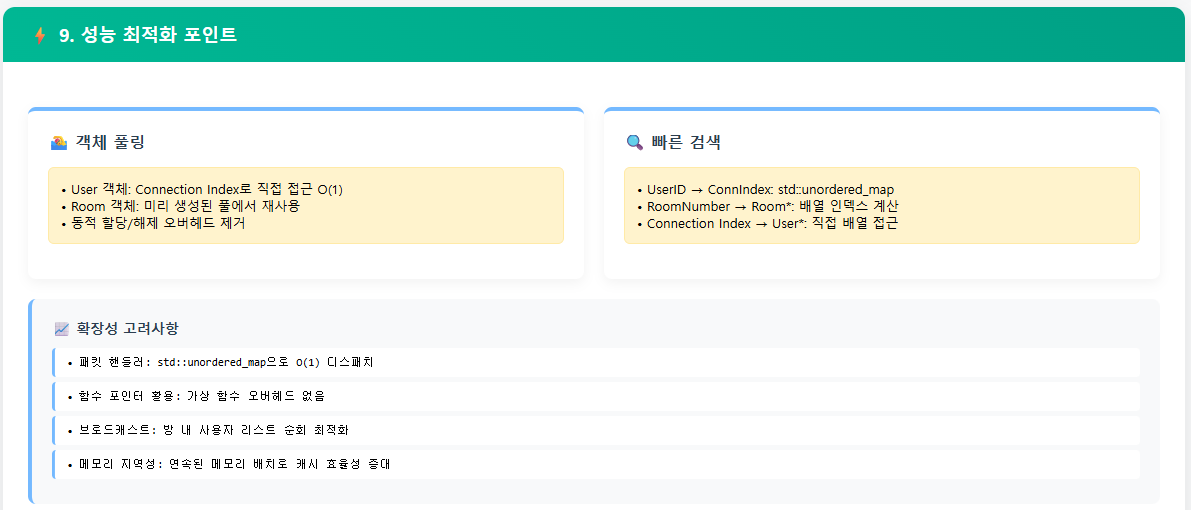 ⚡ 9. 성능 최적화 포인트
🏊 객체 풀링
• User 객체: Connection Index로 직접 접근 O(1)
• Room 객체: 미리 생성된 풀에서 재사용
• 동적 할당/해제 오버헤드 제거
🔍 빠른 검색
• UserID → ConnIndex: std::unordered_map
• RoomNumber → Room*: 배열 인덱스 계산
• Connection Index → User*: 직접 배열 접근
📈 확장성 고려사항
• 패킷 핸들러: std::unordered_map으로 O(1) 디스패치
• 함수 포인터 활용: 가상 함수 오버헤드 없음
• 브로드캐스트: 방 내 사용자 리스트 순회 최적화
• 메모리 지역성: 연속된 메모리 배치로 캐시 효율성 증대